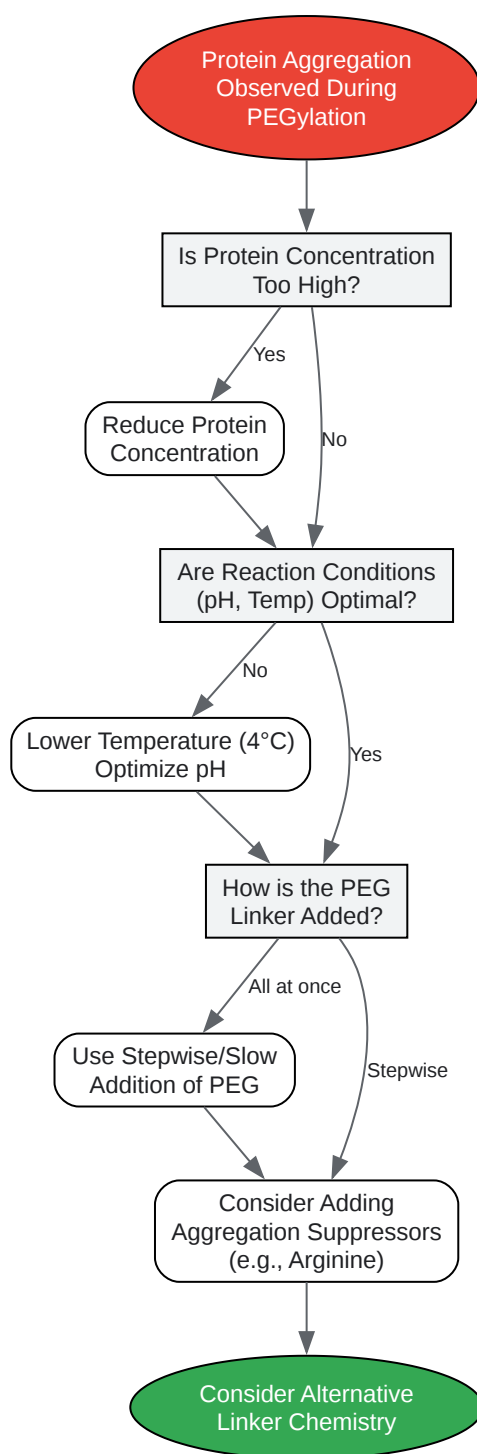 Protein Aggregation
Observed During
PEGylation
Is Protein Concentration
Too High?
Yes
Reduce Protein
Concentration
No
Are Reaction Conditions
(pH, Temp) Optimal?
No
Lower Temperature (4°C)
Optimize pH
Yes
How is the PEG
Linker Added?
All at once
Use Stepwise/Slow
Addition of PEG
Stepwise
Consider Adding
Aggregation Suppressors
(e.g., Arginine)
Consider Alternative
Linker Chemistry